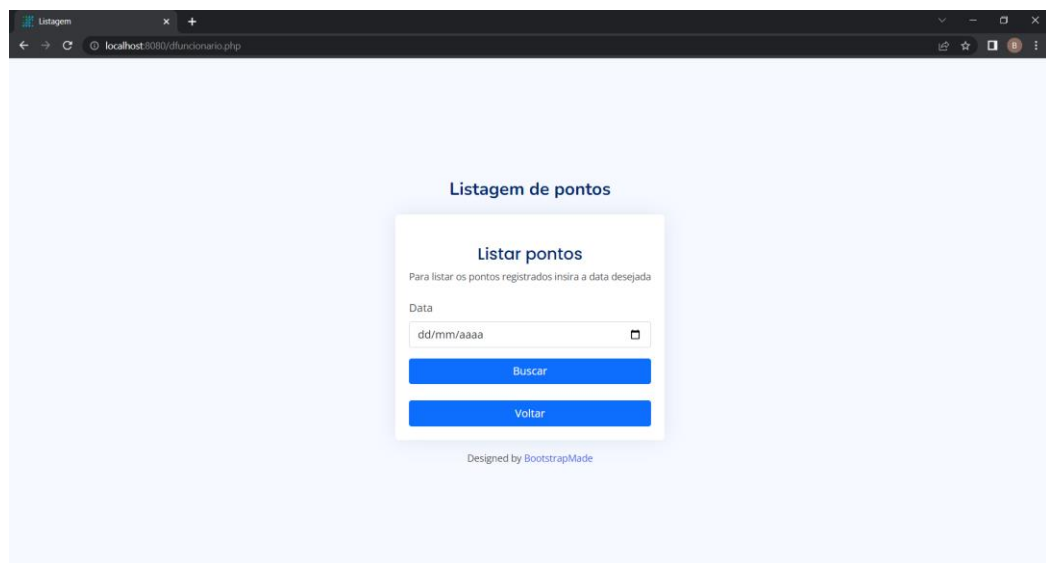 Listagem
localhost:8080/dfuncionario.php
B
Listagem de pontos
Listar pontos
Para listar os pontos registrados insira a data desejada
Data
dd/mm/aaaa
Buscar
Voltar
Designed by BootstrapMade